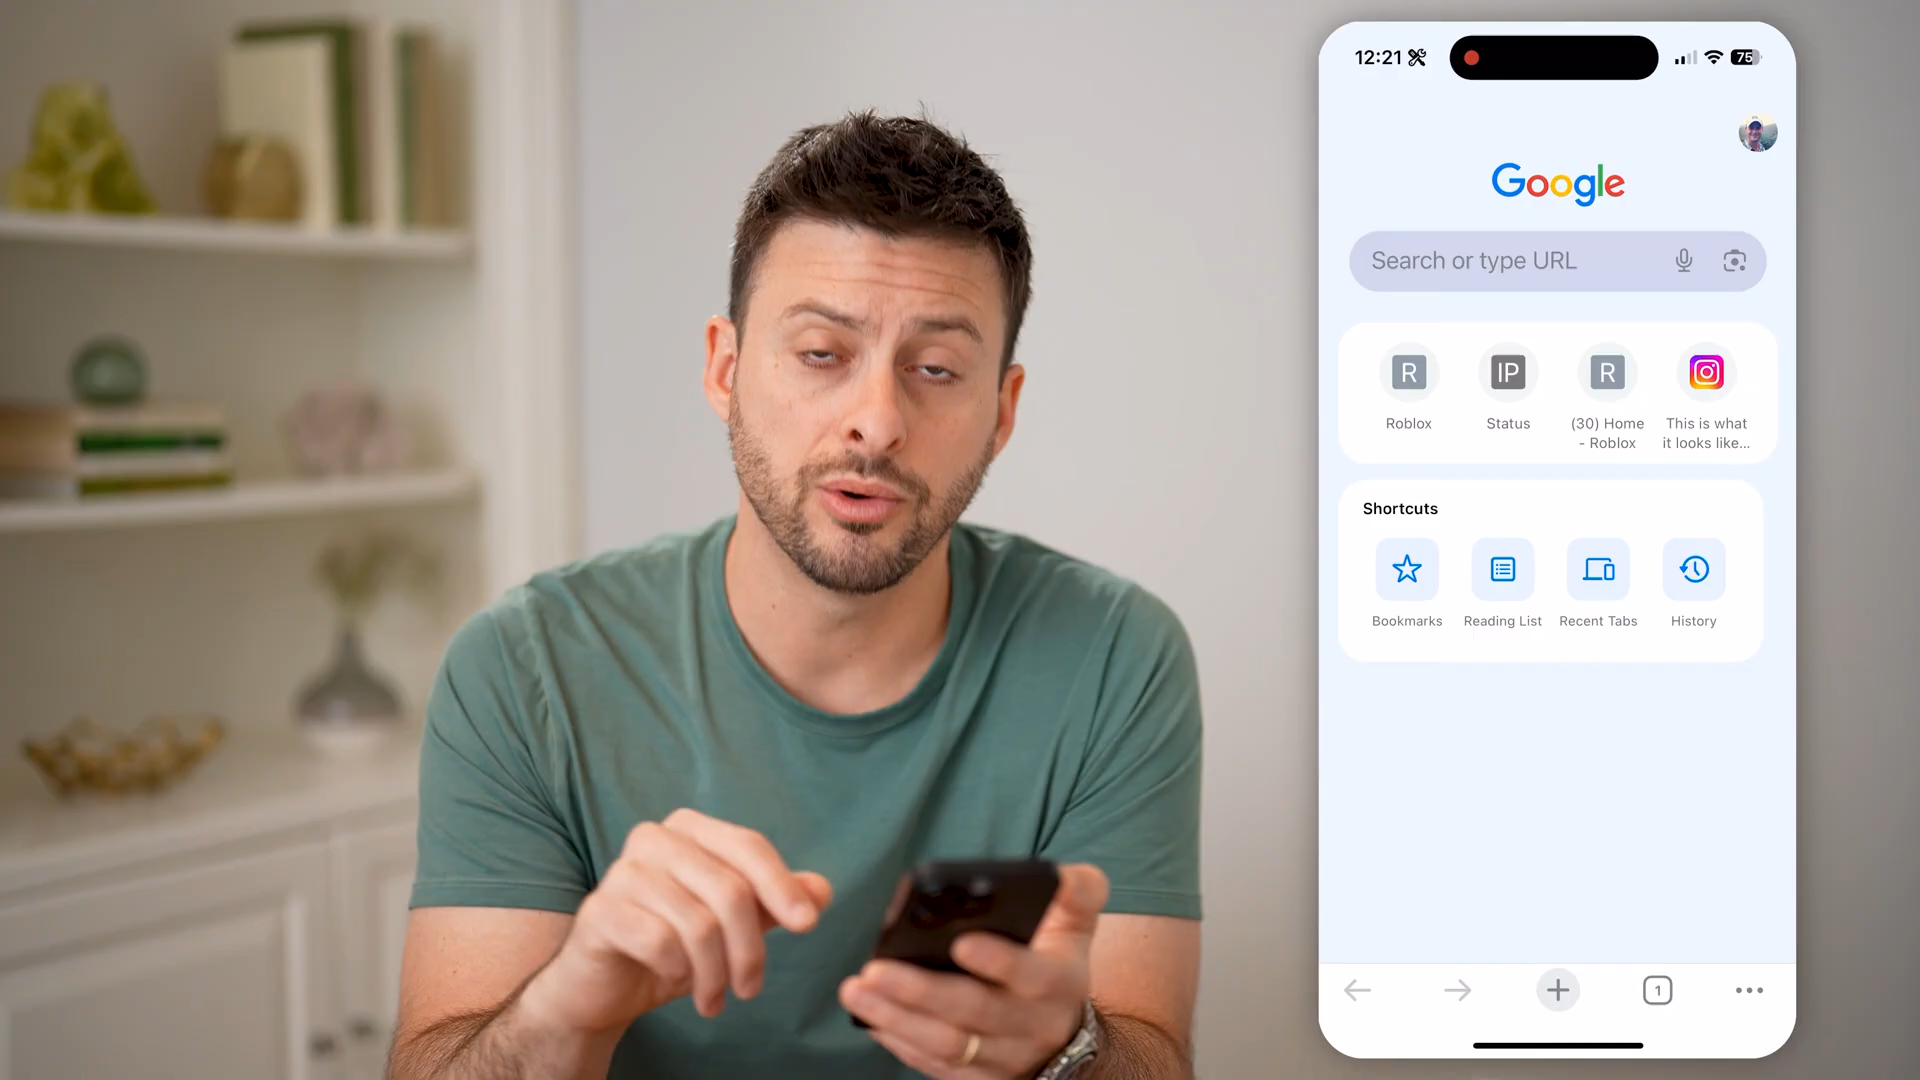 12:21
75
Google
Search or type URL
R
IP
R
Roblox
Status
(30) Home
- Roblox
This is what
it looks like...
Shortcuts
Bookmarks
Reading List
Recent Tabs
History
1